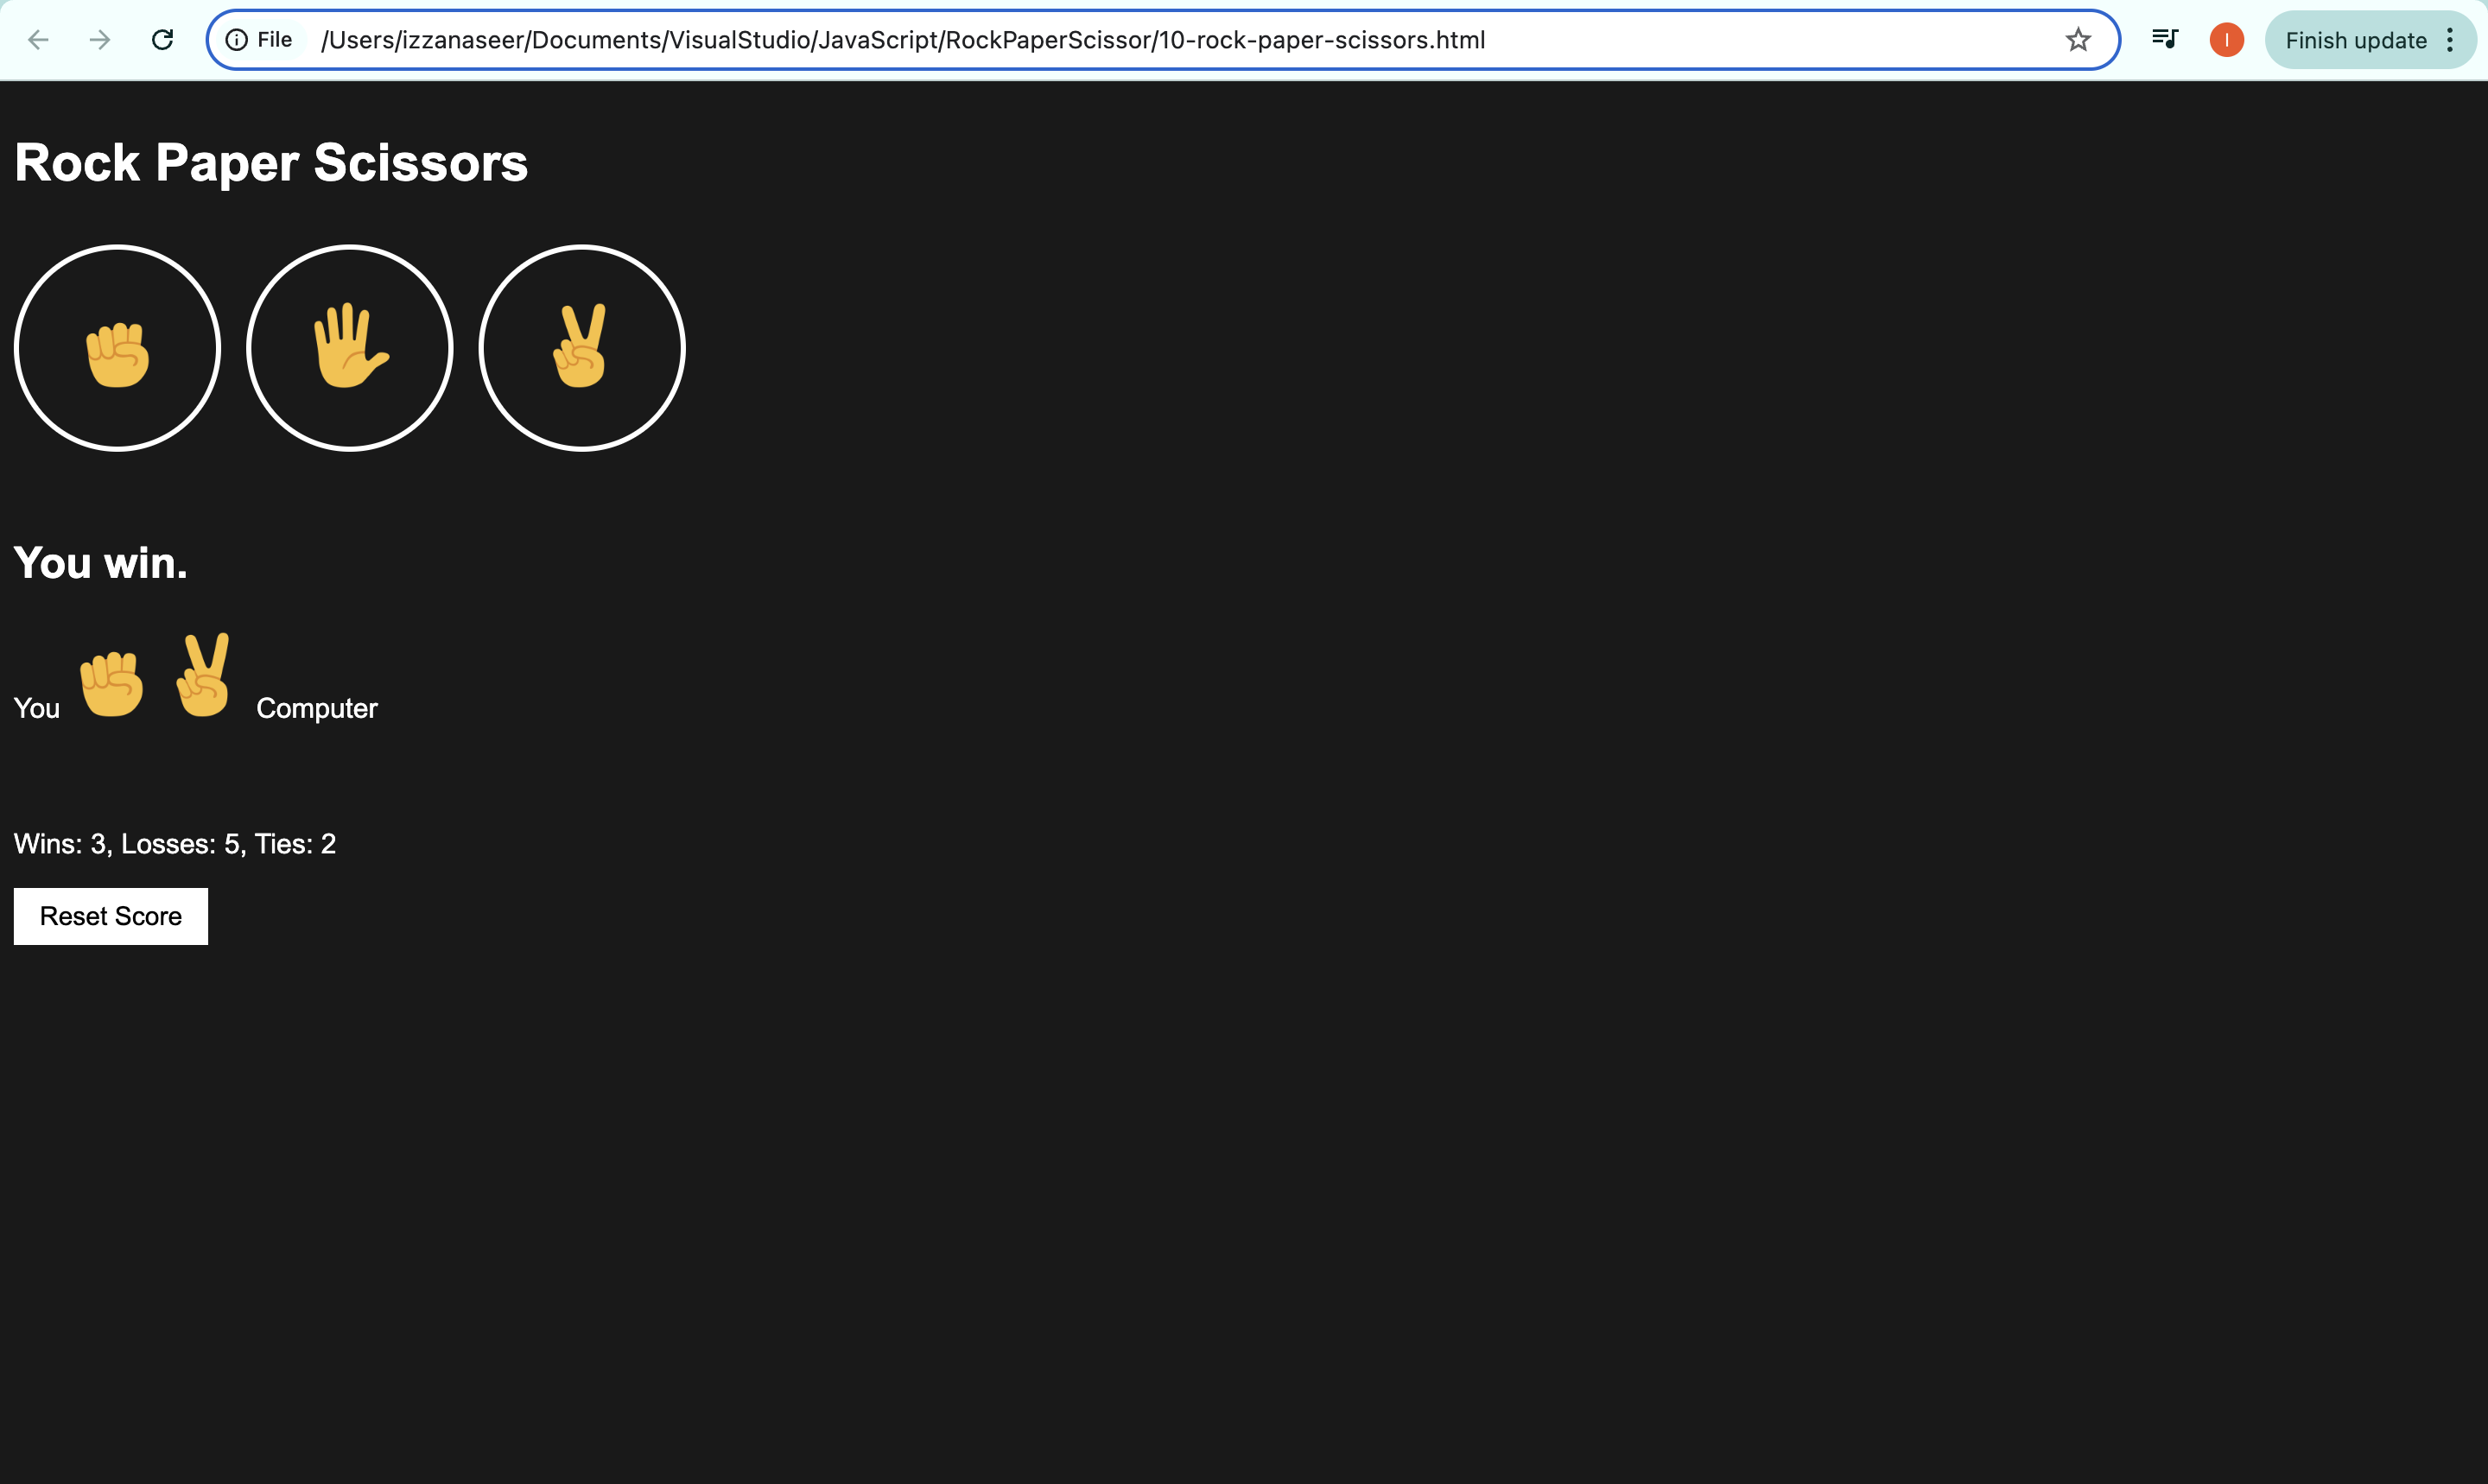 File /Users/izzanaseer/Documents/VisualStudio/JavaScript/RockPaperScissor/10-rock-paper-scissors.html I Finish update
Rock Paper Scissors
You win.
You Computer
Wins: 3, Losses: 5, Ties: 2
Reset Score